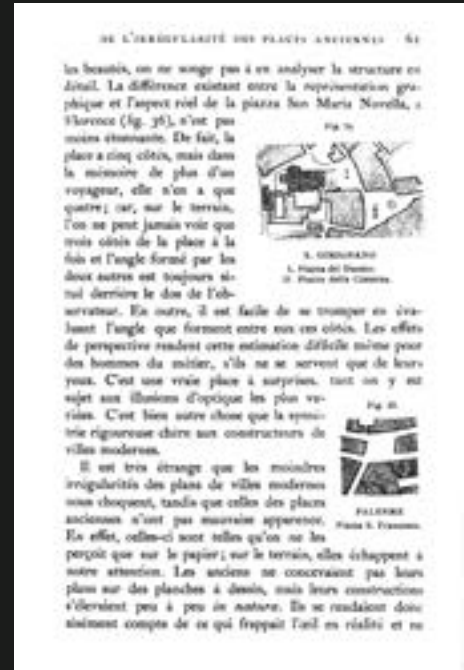 DE L'IRRÉGULARITÉ DES PLACES ANCIENNES 61
les beautés, on ne songe pas à en analyser la structure en
détail. La différence existant entre la représentation gra-
phique et l'aspect réel de la piazza San Maria Novella, à
Florence (fig. 36), n'est pas
moins étonnante. De fait, la
place a cinq côtés, mais dans
la mémoire de plus d'un
voyageur, elle n'en a que
quatre; car, sur le terrain,
l'on ne peut jamais voir que
trois côtés de la place à la
fois et l'angle formé par les
deux autres est toujours si-
tué derrière le dos de l'ob-
servateur. En outre, il est facile de se tromper en éva-
luant l'angle que forment entre eux ces côtés. Les effets
de perspective rendent cette estimation difficile même pour
des hommes du métier, s'ils ne se servent que de leurs
yeux. C'est une vraie place à surprises, tant on y est
sujet aux illusions d'optique les plus va-
riées. C'est bien autre chose que la symé-
trie rigoureuse chère aux constructeurs de
villes modernes.
Il est très étrange que les moindres
irrégularités des plans de villes modernes
nous choquent, tandis que celles des places
anciennes n'ont pas mauvaise apparence.
En effet, celles-ci sont telles qu'on ne les
perçoit que sur le papier; sur le terrain, elles échappent à
notre attention. Les anciens ne concevaient pas leurs
plans sur des planches à dessin, mais leurs constructions
s'élevaient peu à peu in natura. Ils se rendaient donc
aisément compte de ce qui frappait l'œil en réalité et ne
Fig.
S. GIMIGNANO
I. Piazza del Duomo.
II. Piazza della Cisterna.
Fig.
PALERME
Piazza S. Francesco.